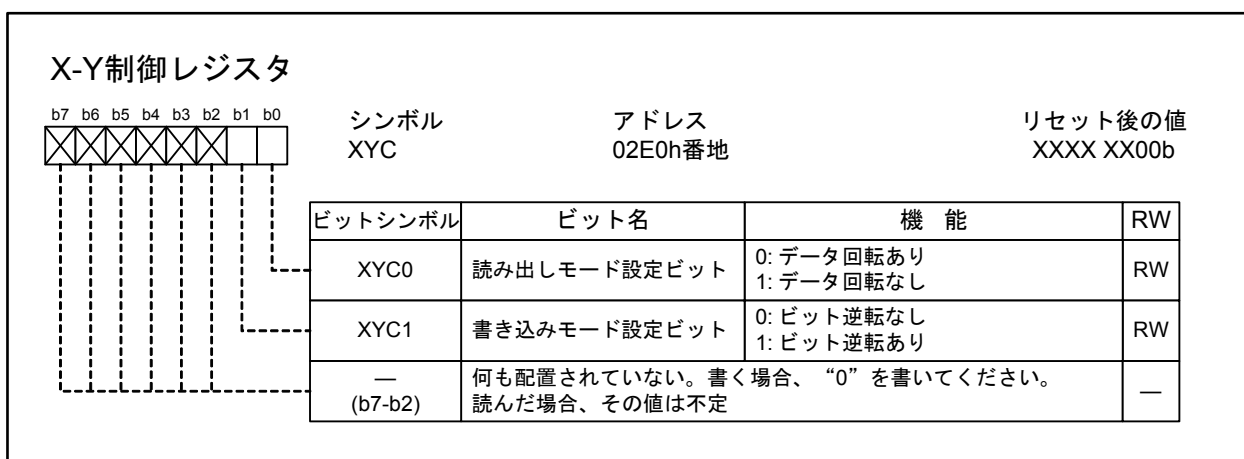 X-Y制御レジスタ
b7 b6 b5 b4 b3 b2 b1 b0
シンボル アドレス リセット後の値
XYC 02E0h番地 XXXX XX00b
ビットシンボル ビット名 機 能 RW
XYC0 読み出しモード設定ビット 0: データ回転あり
1: データ回転なし RW
XYC1 書き込みモード設定ビット 0: ビット逆転なし
1: ビット逆転あり RW
—
(b7-b2) 何も配置されていない。書く場合、“0”を書いてください。
読んだ場合、その値は不定 —